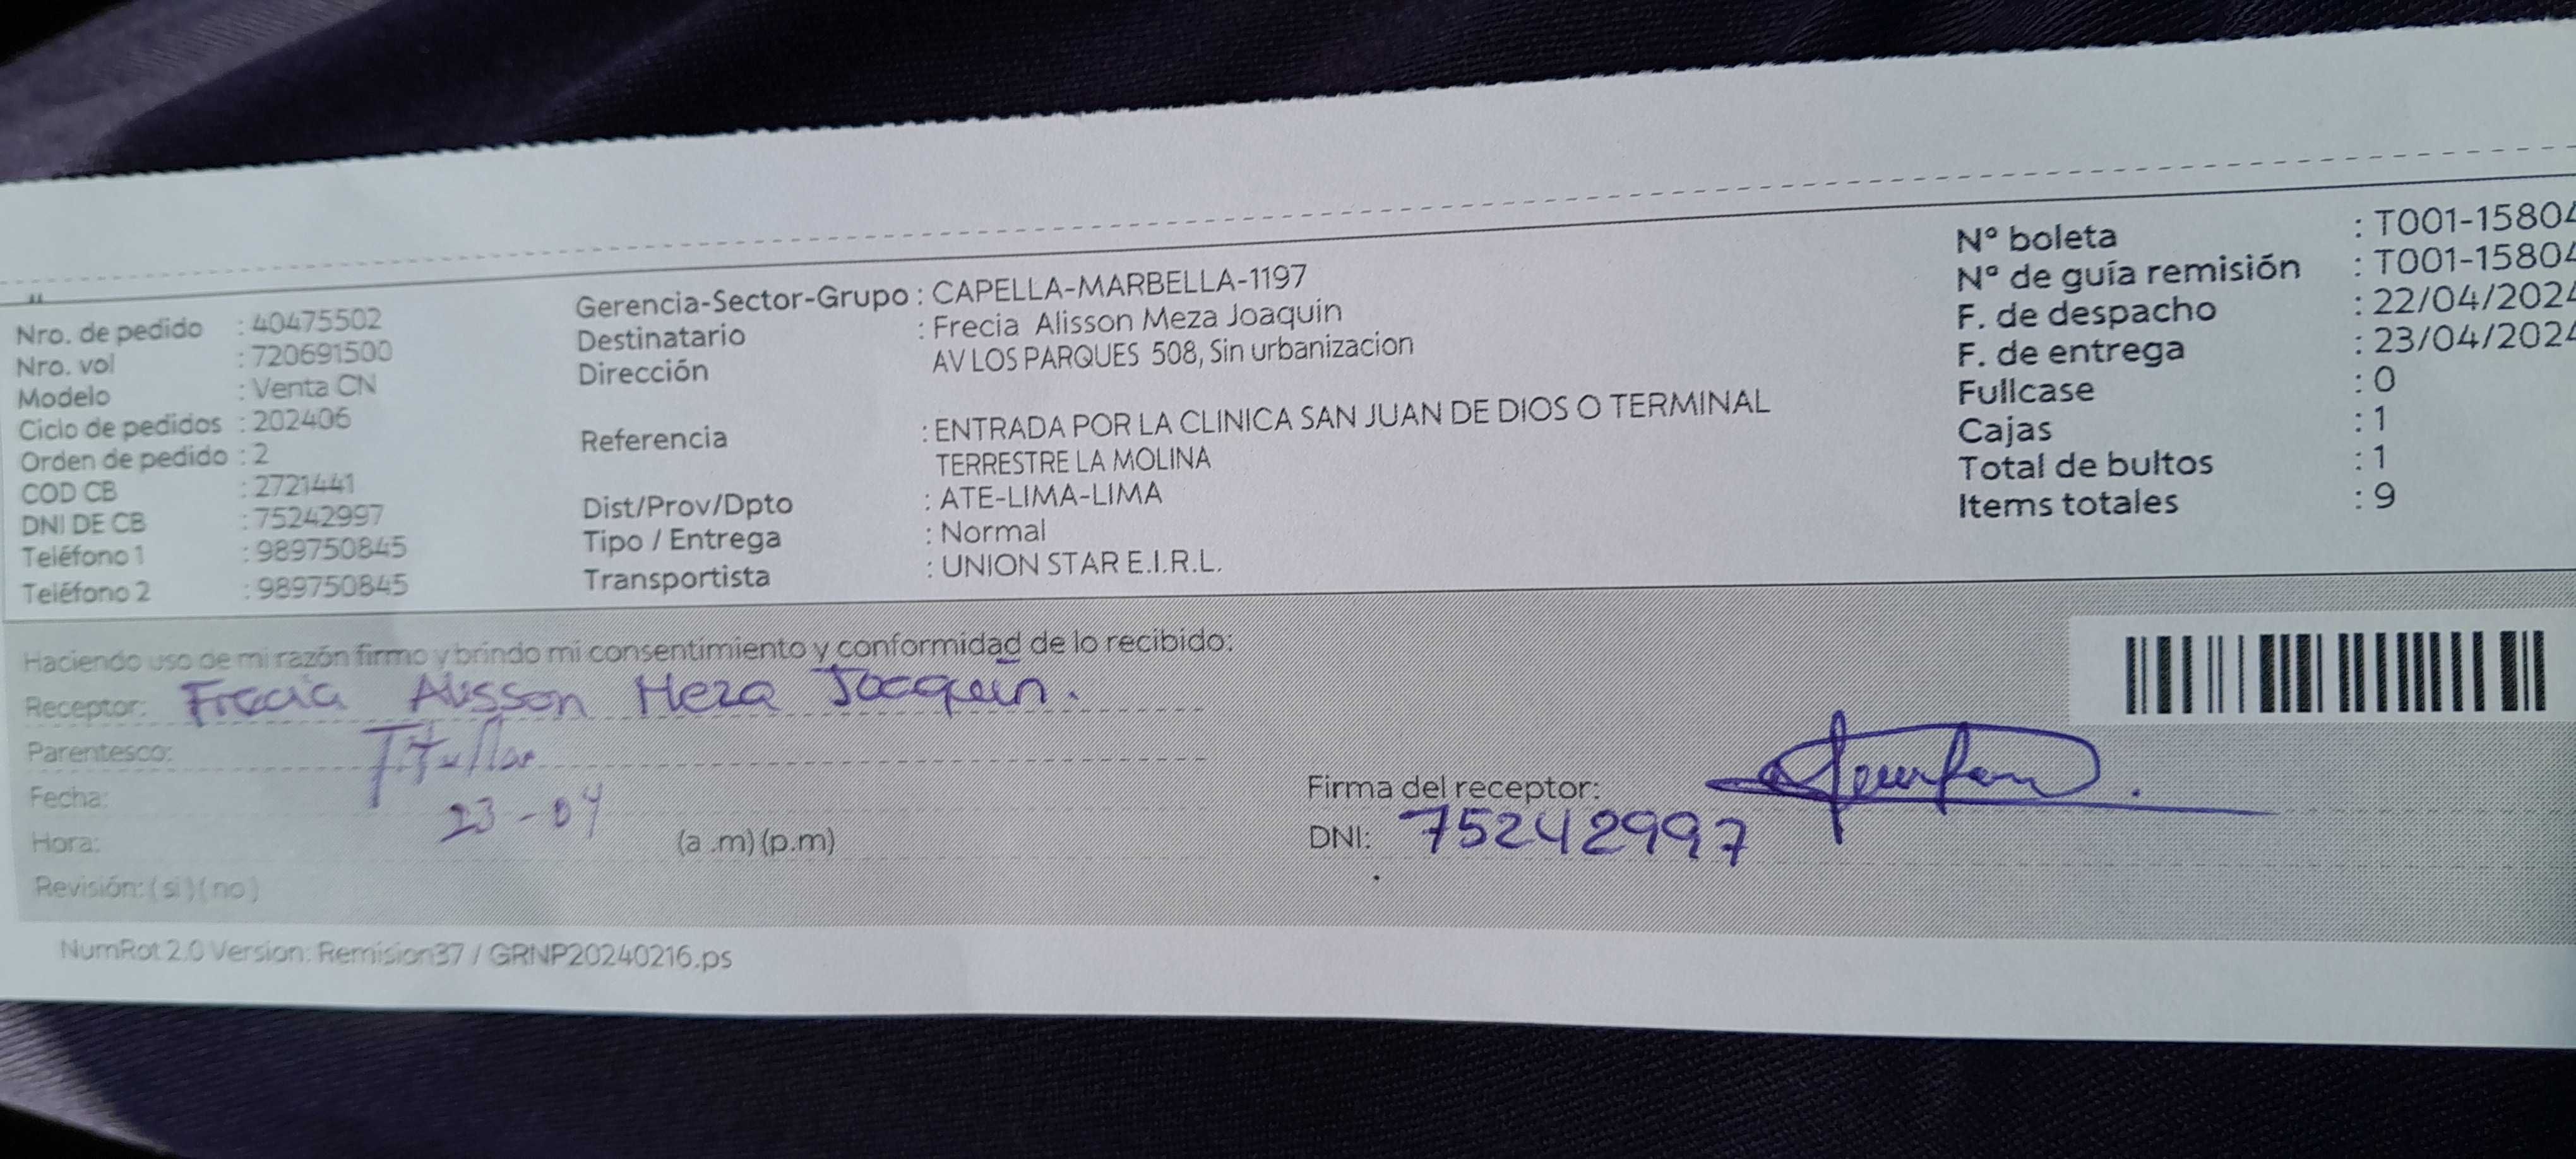 Nro. de pedido : 40475502
Nro. vol : 720691500
Modelo : Venta CN
Ciclo de pedidos : 202406
Orden de pedido : 2
COD CB : 2721441
DNI DE CB : 75242997
Teléfono 1 : 989750845
Teléfono 2 : 989750845
Gerencia-Sector-Grupo : CAPELLA-MARBELLA-1197
Destinatario : Frecia Alisson Meza Joaquin
Dirección AV LOS PARQUES 508, Sin urbanizacion
Referencia : ENTRADA POR LA CLINICA SAN JUAN DE DIOS O TERMINAL
TERRESTRE LA MOLINA
Dist/Prov/Dpto : ATE-LIMA-LIMA
Tipo / Entrega : Normal
Transportista : UNION STAR E.I.R.L.
N° boleta : T001-15804
N° de guía remisión : T001-15804
F. de despacho : 22/04/2024
F. de entrega : 23/04/2024
Fullcase : 0
Cajas : 1
Total de bultos : 1
Items totales : 9
Haciendo uso de mi razón firmo y brindo mi consentimiento y conformidad de lo recibido:
Receptor: Frecia Alisson Meza Joaquin.
Parentesco: Titular
Fecha: 23-04
Hora: (a .m) (p.m)
Revisión: ( si ) ( no )
Firma del receptor:
DNI: 75242997
NumRot 2.0 Version: Remision37 / GRNP20240216.ps